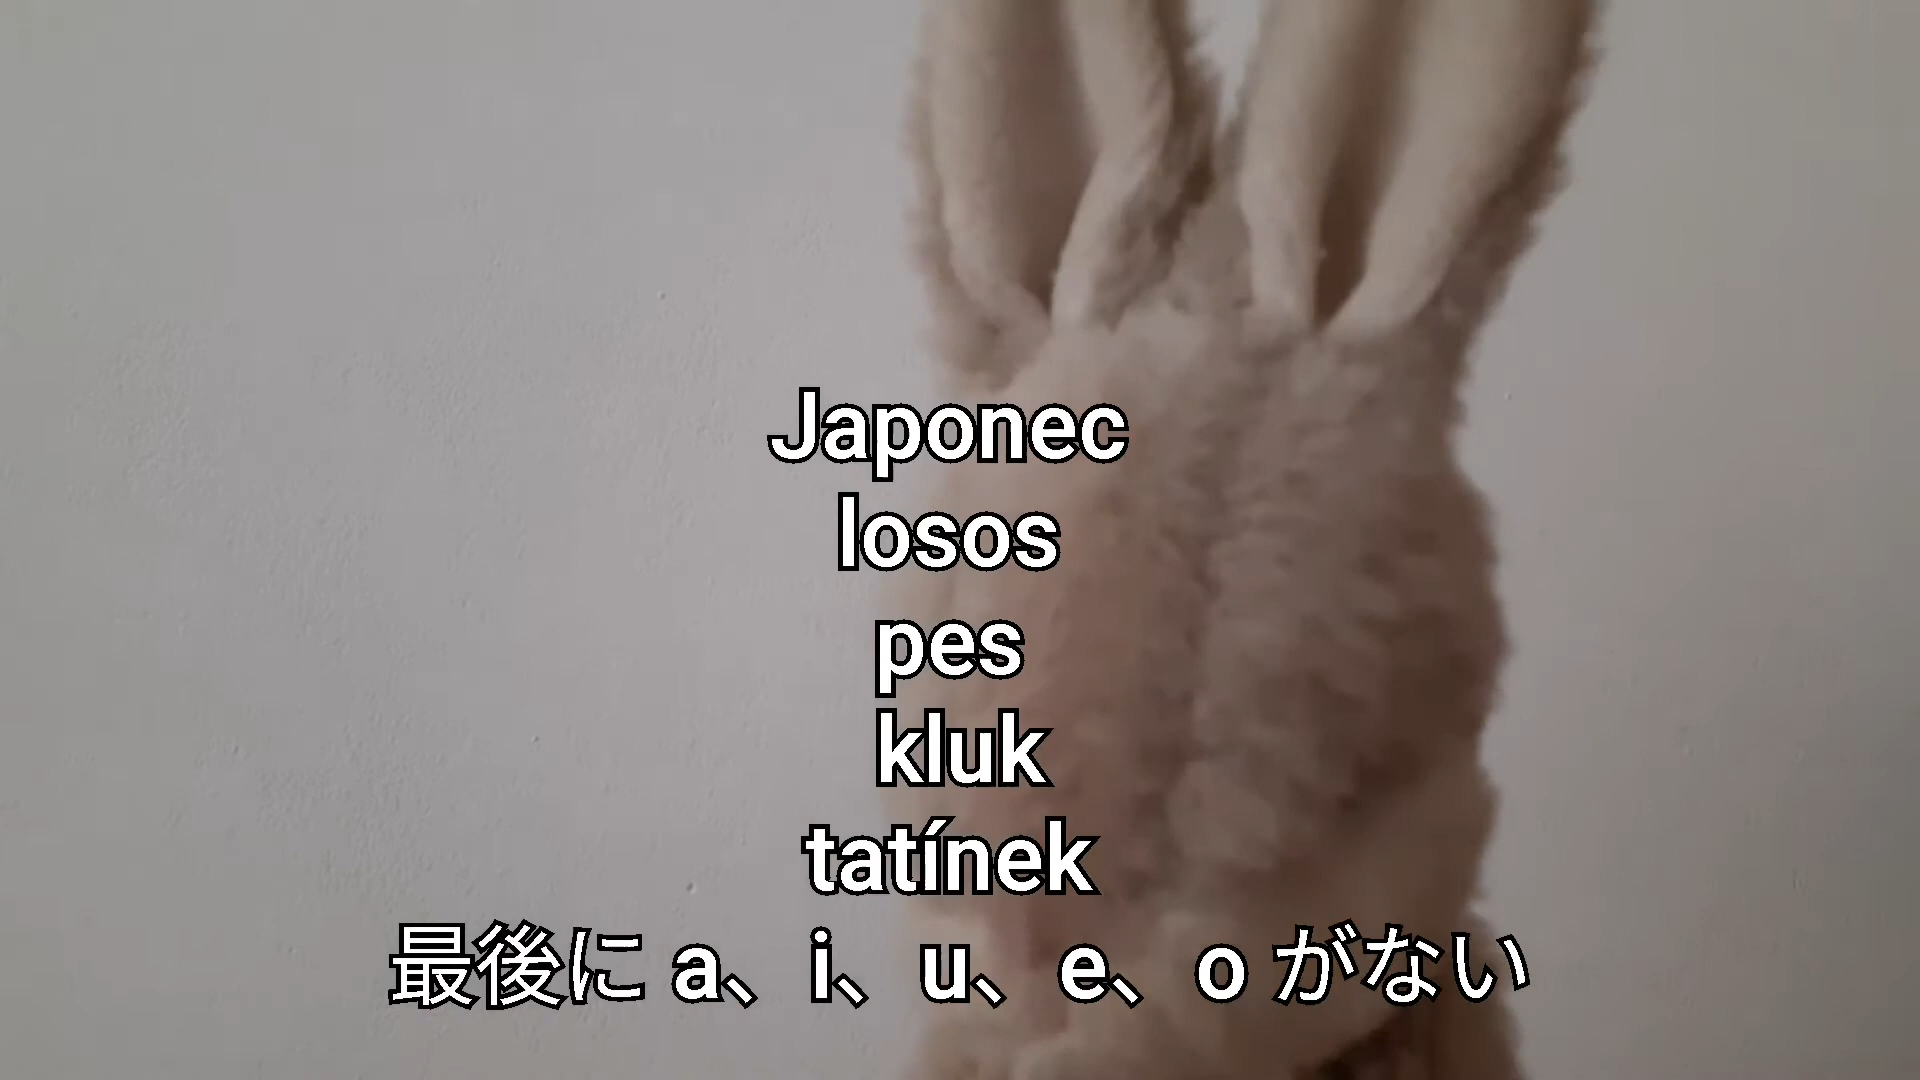 Japonec
losos
pes
kluk
tatínek
最後に a、i、u、e、o がない